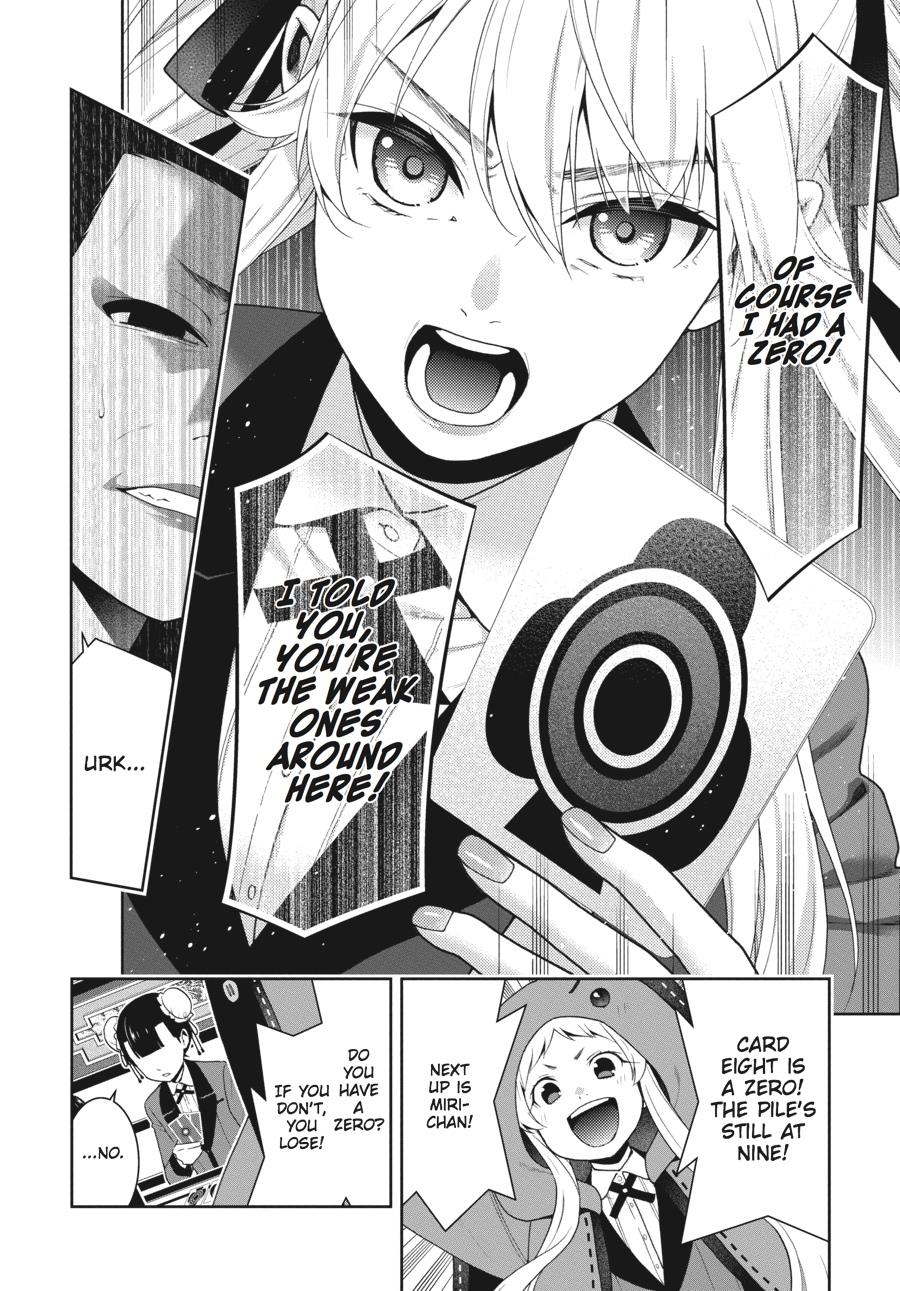 OF
COURSE
I HAD A
ZERO!
I TOLD
YOU,
YOU'RE
THE WEAK
ONES
AROUND
HERE!
URK...
CARD
EIGHT IS
A ZERO!
THE PILE'S
STILL AT
NINE!
NEXT
UP IS
MIRI-
CHAN!
DO
YOU
HAVE
A
ZERO?
IF YOU
DON'T,
YOU
LOSE!
...NO.